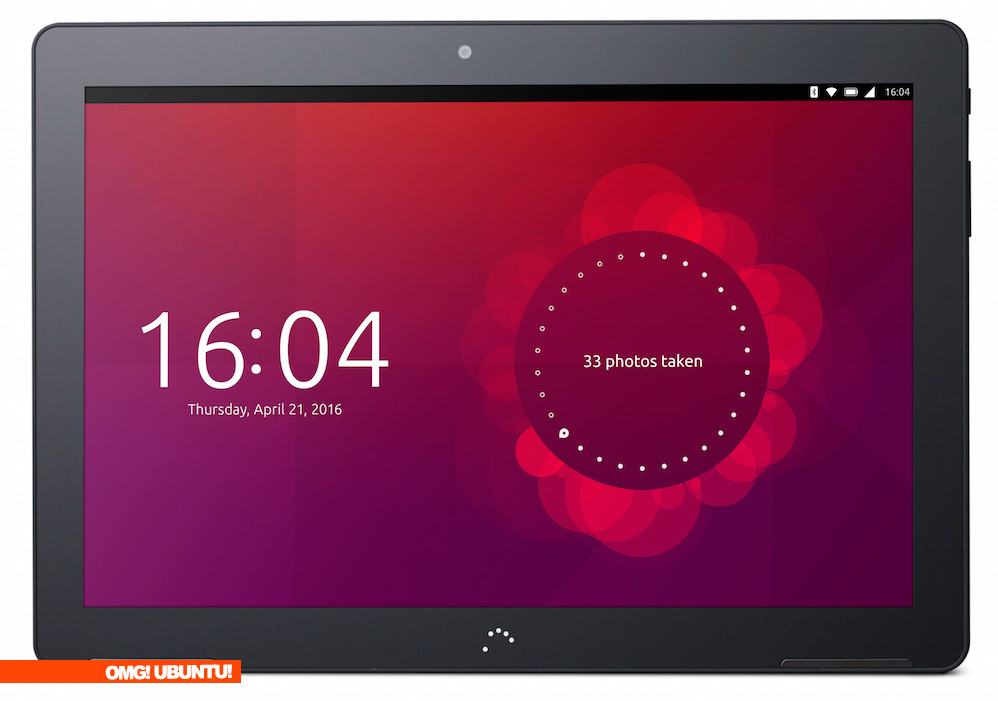 16:04
16:04
Thursday, April 21, 2016
33 photos taken
OMG! UBUNTU!